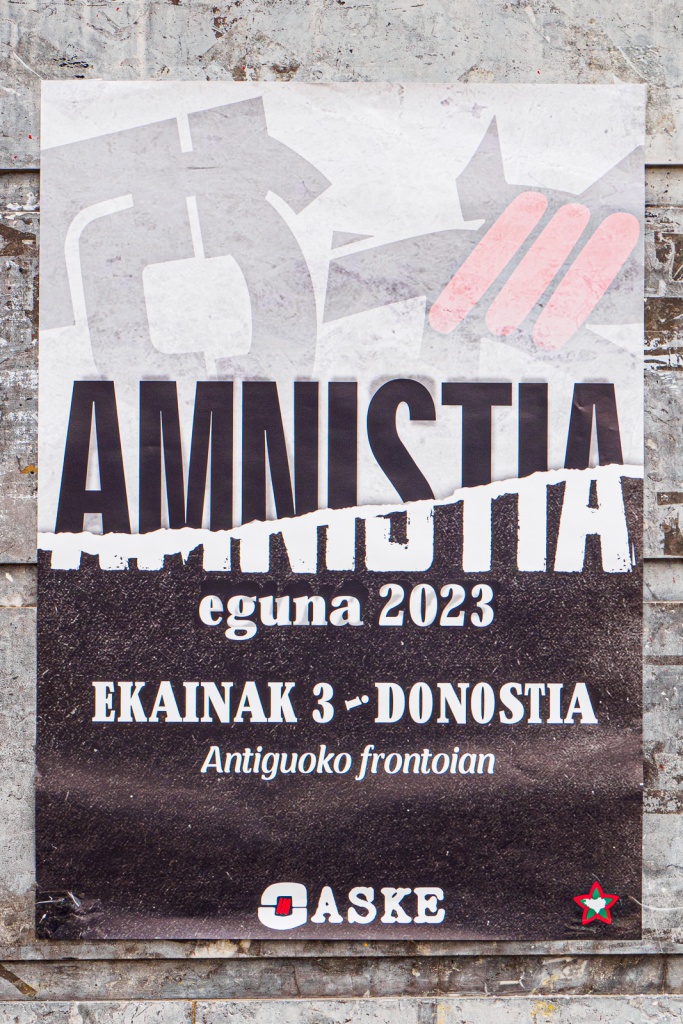 AMNISTIA
eguna 2023
EKAINAK 3 - DONOSTIA
Antiguoko frontoian
ASKE